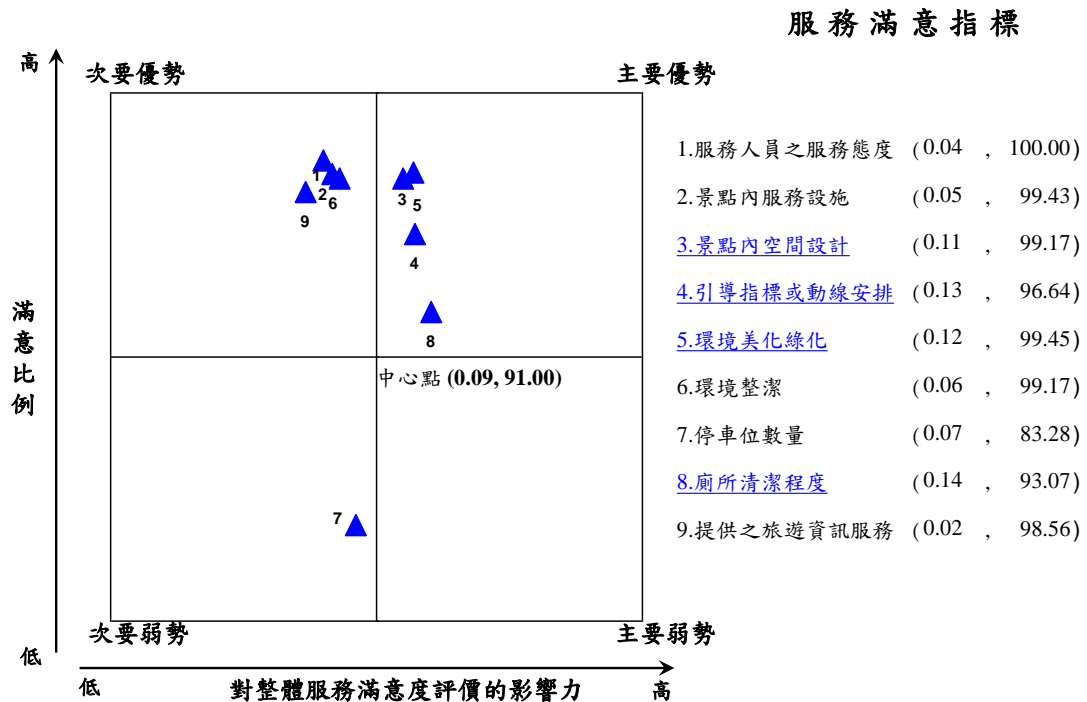 服務滿意指標
高
次要優勢
主要優勢
1
2
6
9
3
5
4
8
滿意比例
中心點 (0.09, 91.00)
7
次要弱勢
主要弱勢
低
低
對整體服務滿意度評價的影響力
高
1.服務人員之服務態度 (0.04 , 100.00)
2.景點內服務設施 (0.05 , 99.43)
3.景點內空間設計 (0.11 , 99.17)
4.引導指標或動線安排 (0.13 , 96.64)
5.環境美化綠化 (0.12 , 99.45)
6.環境整潔 (0.06 , 99.17)
7.停車位數量 (0.07 , 83.28)
8.廁所清潔程度 (0.14 , 93.07)
9.提供之旅遊資訊服務 (0.02 , 98.56)